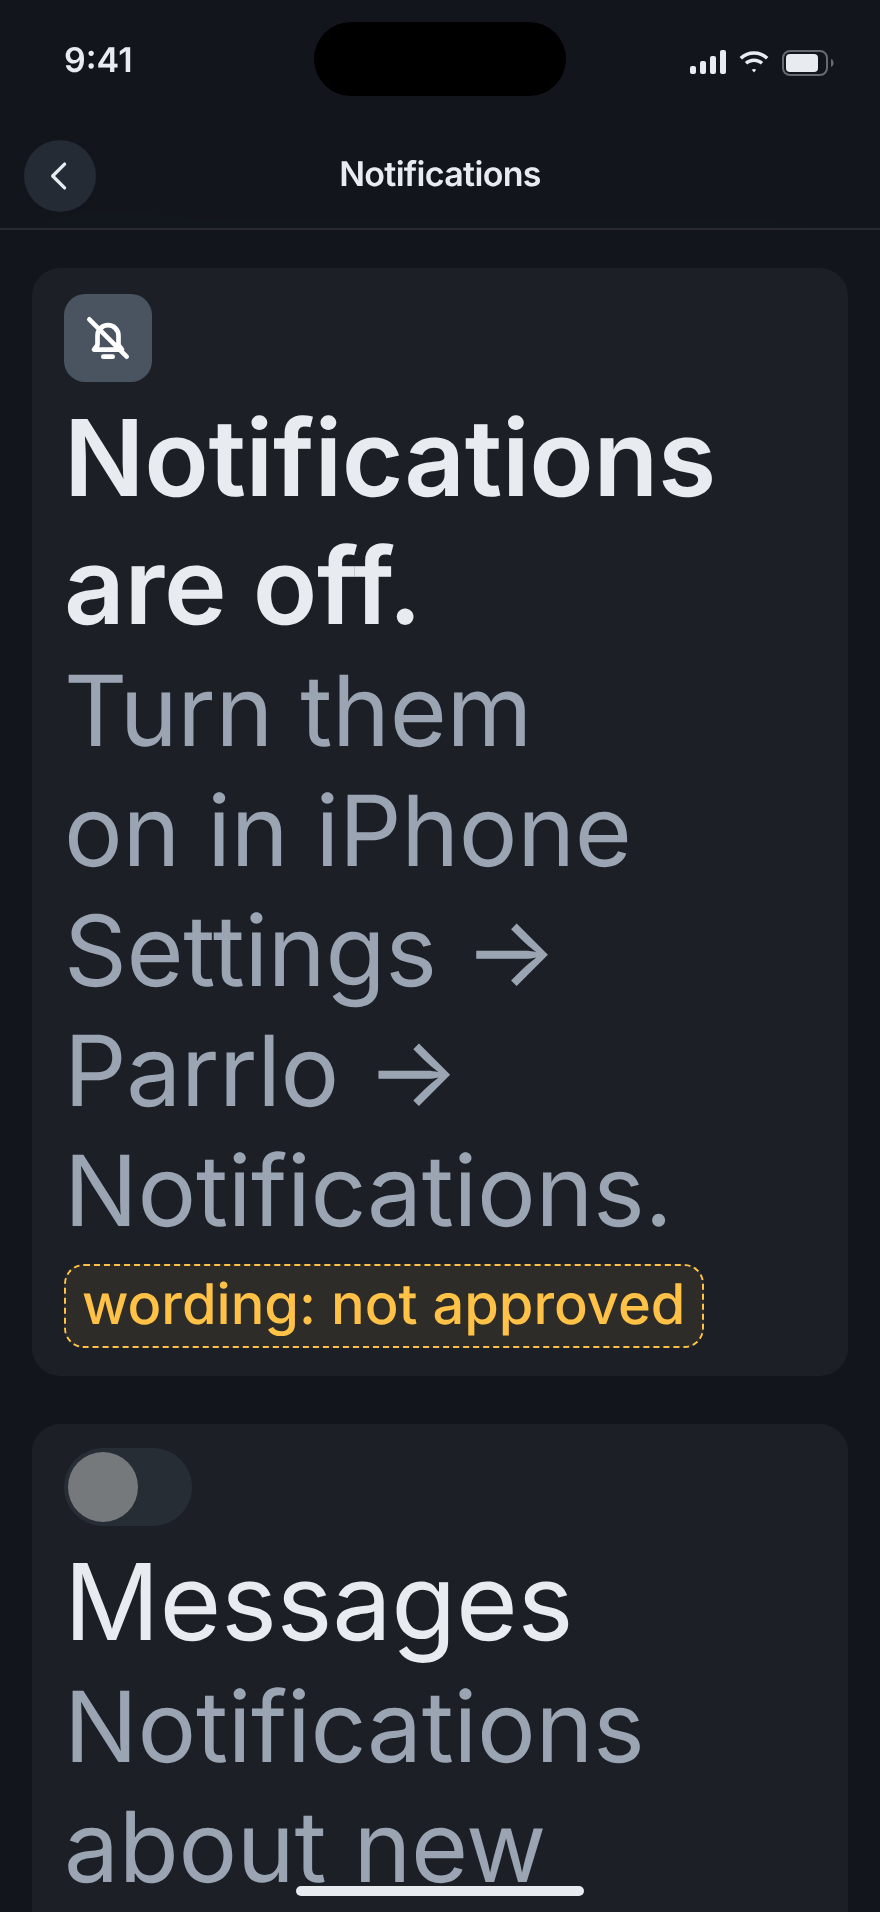 9:41
Notifications
Notifications
are off.
Turn them
on in iPhone
Settings →
Parrlo →
Notifications.
wording: not approved
Messages
Notifications
about new